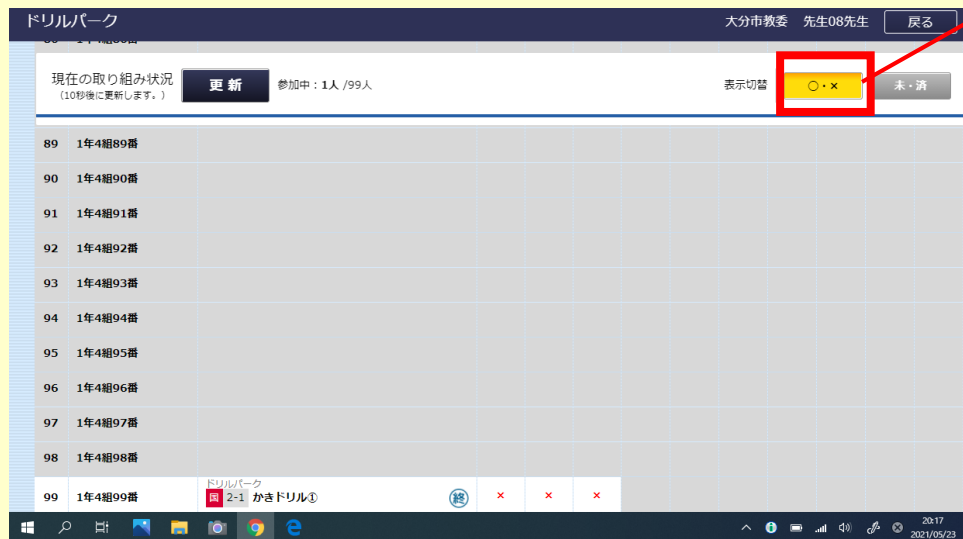 ドリルパーク 大分市教委 先生08先生 戻る
現在の取り組み状況 更新 参加中：1人 /99人 表示切替 ○・× 未・済
（10秒後に更新します。）
89 1年4組89番
90 1年4組90番
91 1年4組91番
92 1年4組92番
93 1年4組93番
94 1年4組94番
95 1年4組95番
96 1年4組96番
97 1年4組97番
98 1年4組98番
ドリルパーク
99 1年4組99番 国 2-1 かきドリル① 終 × × ×
20:17
2021/05/23